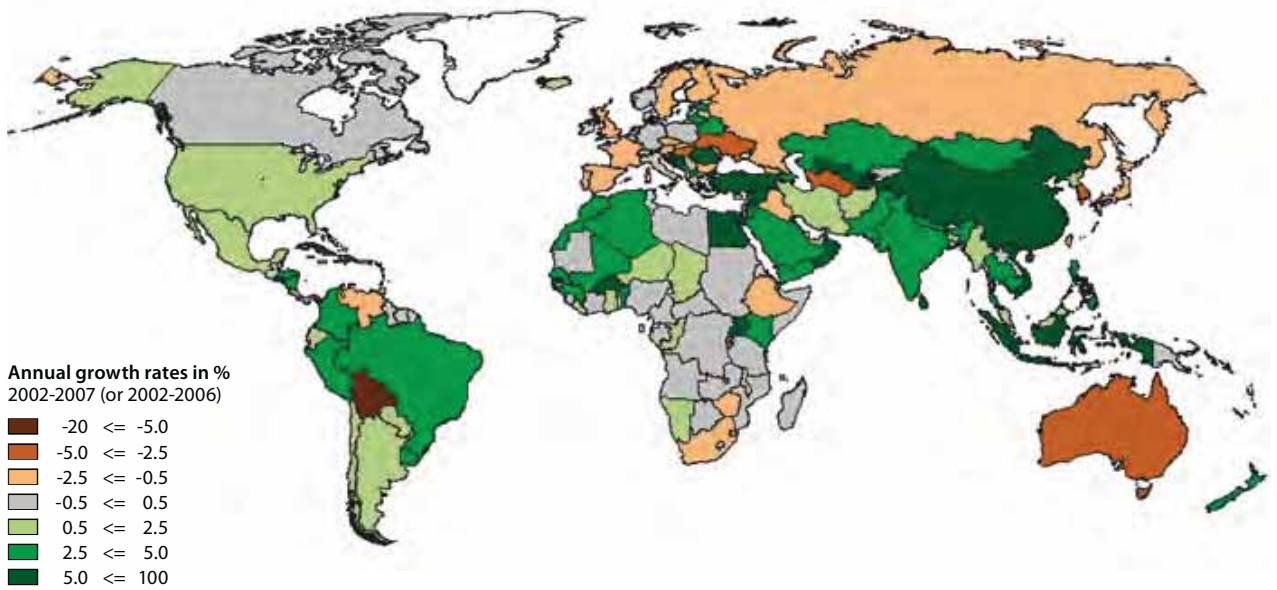 Annual growth rates in %
2002-2007 (or 2002-2006)
-20 <= -5.0
-5.0 <= -2.5
-2.5 <= -0.5
-0.5 <= 0.5
0.5 <= 2.5
2.5 <= 5.0
5.0 <= 100